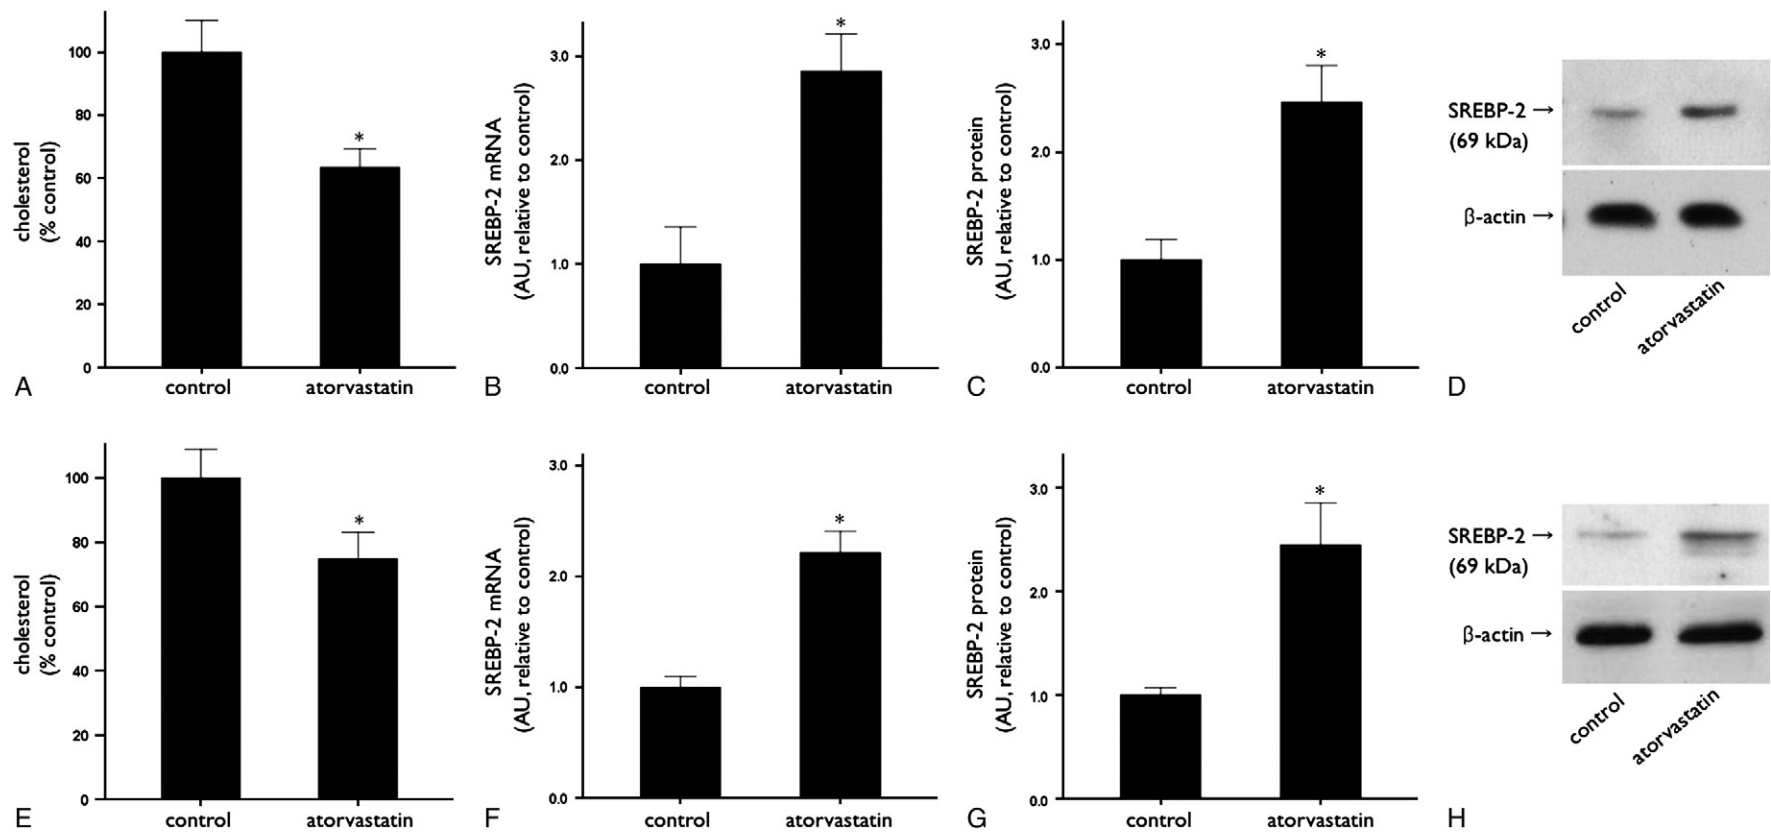 cholesterol
(% control)
100
80
60
40
20
0
*
control
atorvastatin
A
SREBP-2 mRNA
(AU, relative to control)
3.0
2.0
1.0
0.0
*
control
atorvastatin
B
SREBP-2 protein
(AU, relative to control)
3.0
2.0
1.0
0.0
*
control
atorvastatin
C
SREBP-2 →
(69 kDa)
β-actin →
control
atorvastatin
D
cholesterol
(% control)
100
80
60
40
20
0
*
control
atorvastatin
E
SREBP-2 mRNA
(AU, relative to control)
3.0
2.0
1.0
0.0
*
control
atorvastatin
F
SREBP-2 protein
(AU, relative to control)
3.0
2.0
1.0
0.0
*
control
atorvastatin
G
SREBP-2 →
(69 kDa)
β-actin →
control
atorvastatin
H